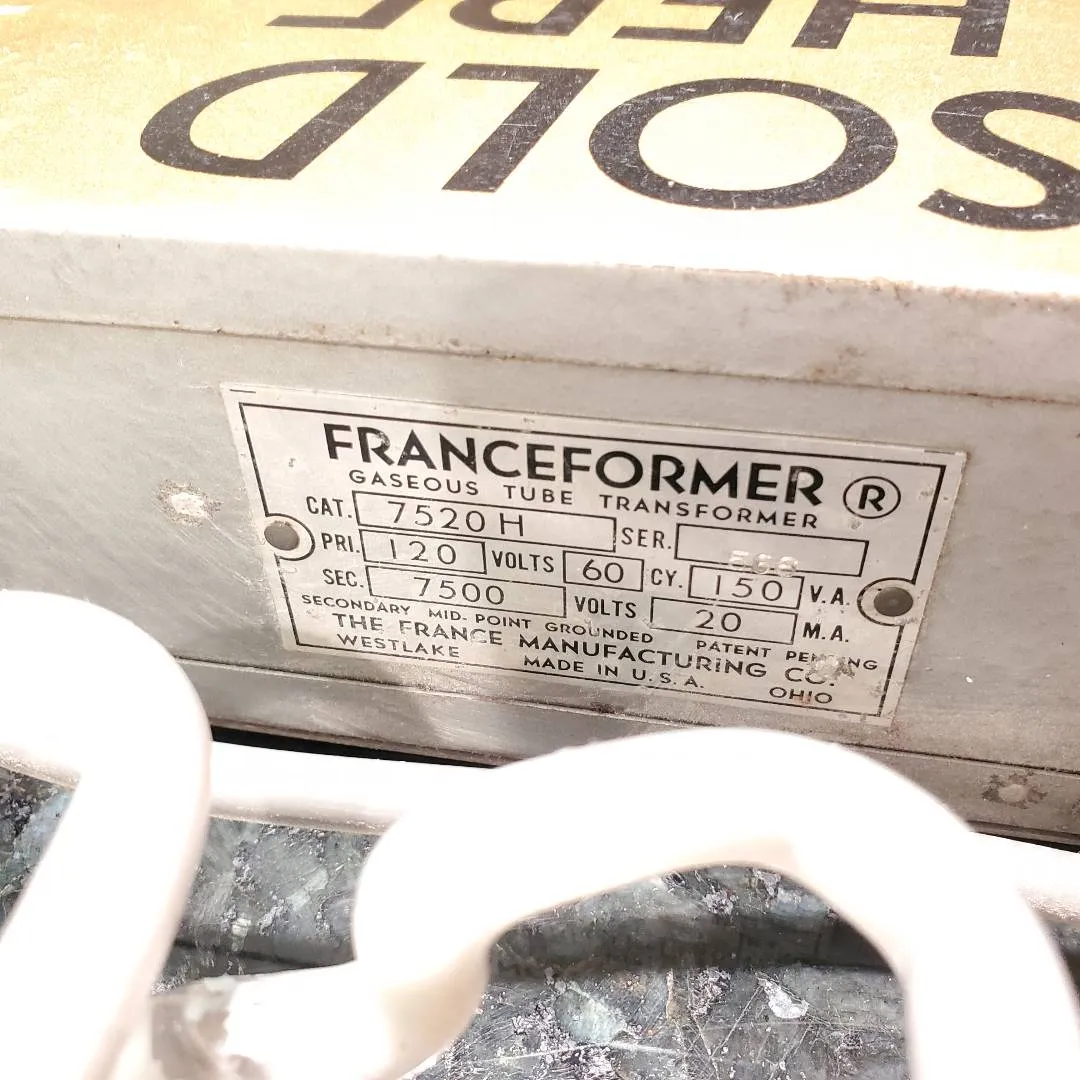 SOLD
HERE
FRANCEFORMER ®
GASEOUS TUBE TRANSFORMER
CAT. 7520H SER.
PRI. 120 VOLTS 60 CY. 150 V.A.
SEC. 7500 VOLTS 20 M.A.
SECONDARY MID. POINT GROUNDED PATENT PENDING
THE FRANCE MANUFACTURING CO.
WESTLAKE MADE IN U.S.A. OHIO